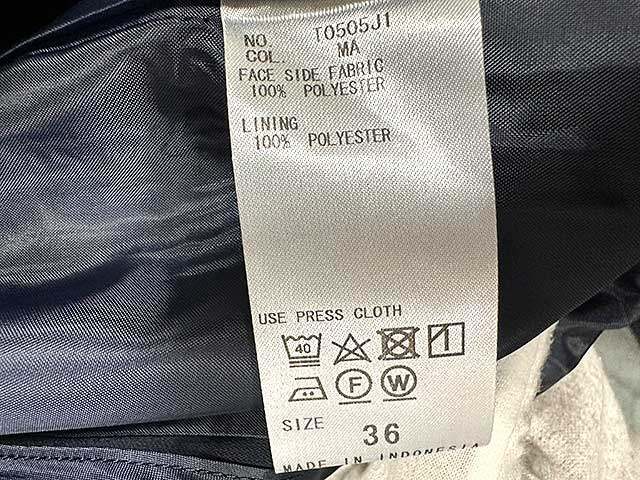 NO. T0505J1
COL. MA
FACE SIDE FABRIC
100% POLYESTER
LINING
100% POLYESTER
USE PRESS CLOTH
40
F W
SIZE 36
MADE IN INDONESIA